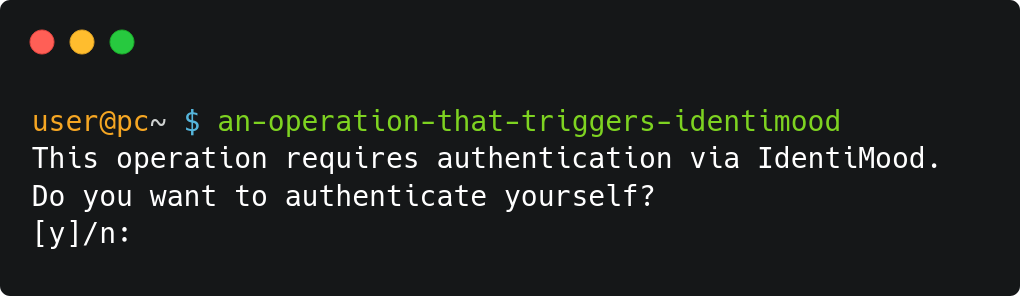 user@pc~ $ an-operation-that-triggers-identimood
This operation requires authentication via IdentiMood.
Do you want to authenticate yourself?
[y]/n: